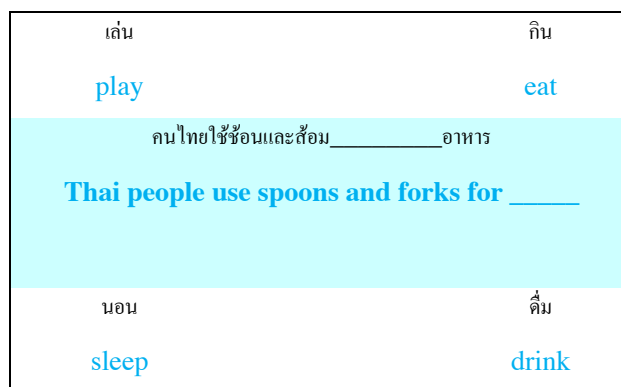 เล่น กิน
play eat
คนไทยใช้ช้อนและส้อม__________อาหาร
Thai people use spoons and forks for _____
นอน ดื่ม
sleep drink